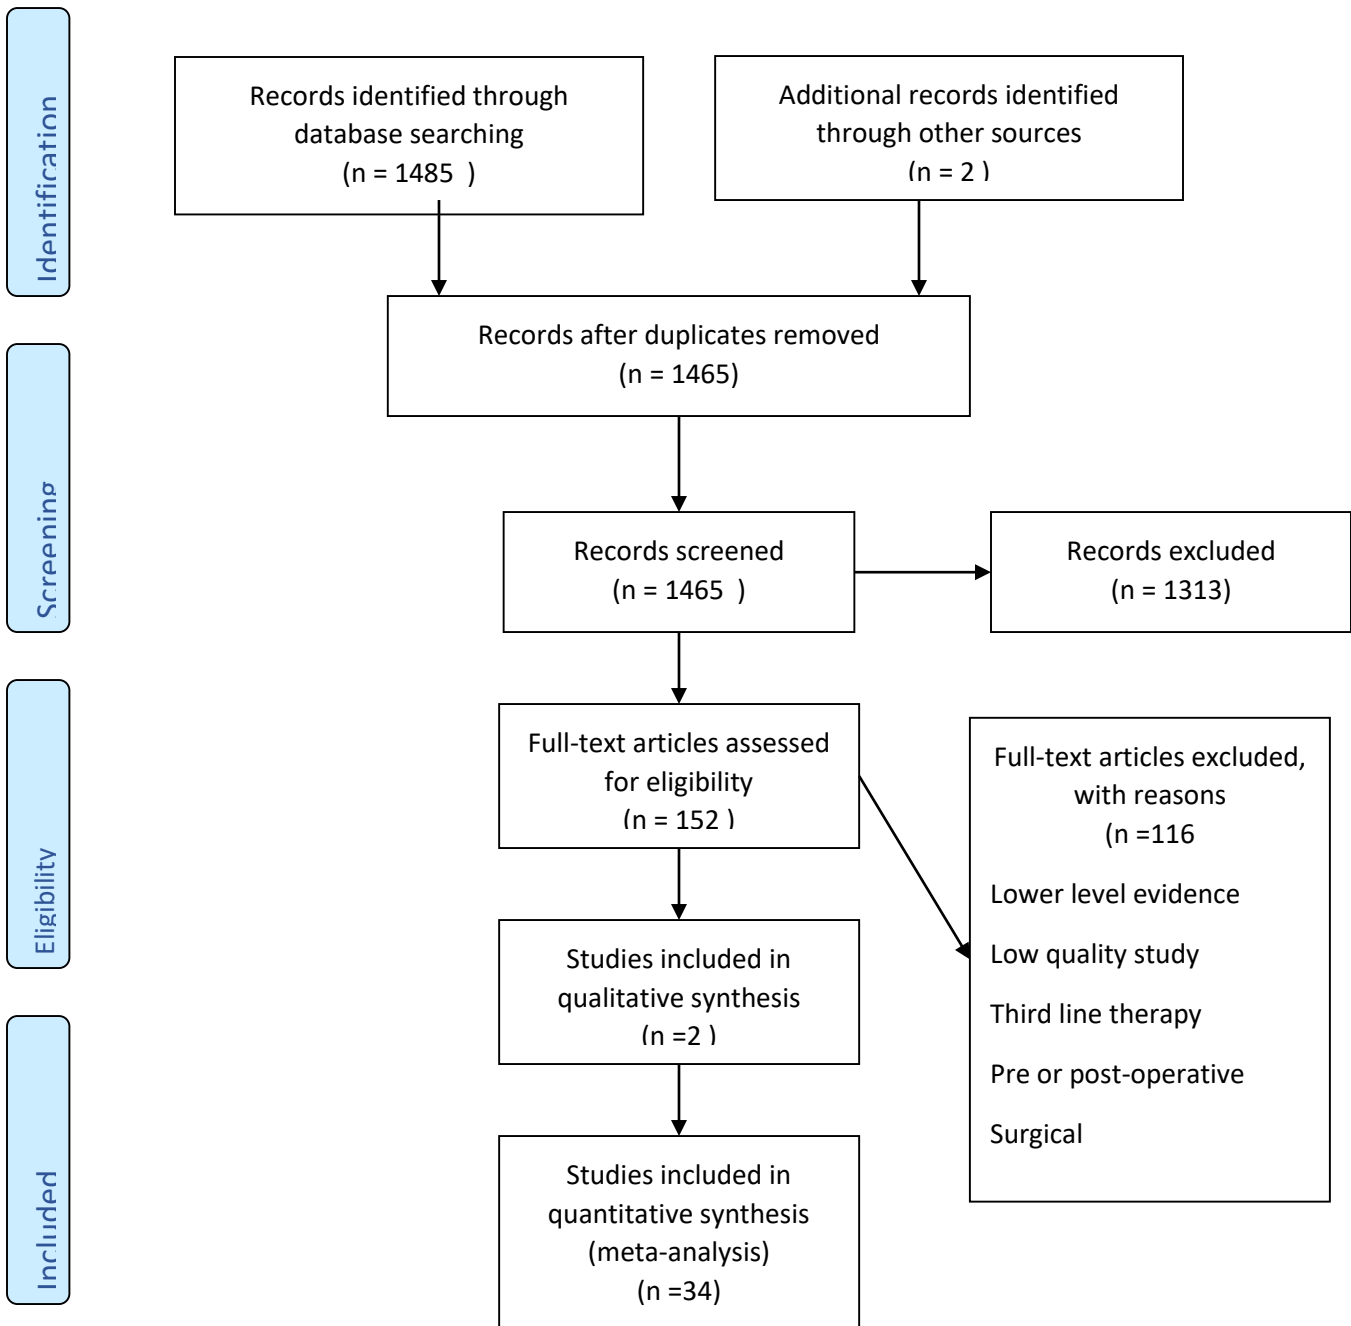 Identification
Records identified through
database searching
(n = 1485  )
Additional records identified
through other sources
(n = 2 )
Records after duplicates removed
(n = 1465)
Screening
Records screened
(n = 1465  )
Records excluded
(n = 1313)
Eligibility
Full-text articles assessed
for eligibility
(n = 152 )
Full-text articles excluded,
with reasons
(n =116
Lower level evidence
Low quality study
Third line therapy
Pre or post-operative
Surgical
Studies included in
qualitative synthesis
(n =2 )
Included
Studies included in
quantitative synthesis
(meta-analysis)
(n =34)